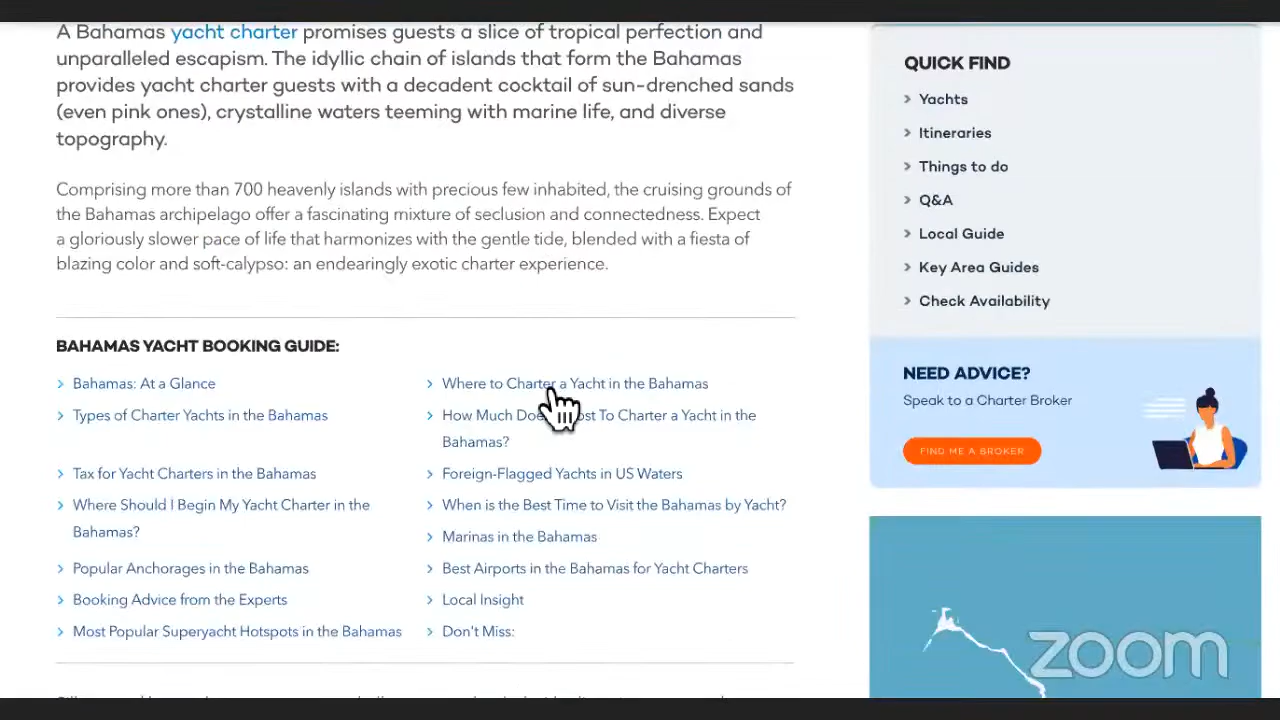 A Bahamas yacht charter promises guests a slice of tropical perfection and
unparalleled escapism. The idyllic chain of islands that form the Bahamas
provides yacht charter guests with a decadent cocktail of sun-drenched sands
(even pink ones), crystalline waters teeming with marine life, and diverse
topography.
Comprising more than 700 heavenly islands with precious few inhabited, the cruising grounds of
the Bahamas archipelago offer a fascinating mixture of seclusion and connectedness. Expect
a gloriously slower pace of life that harmonizes with the gentle tide, blended with a fiesta of
blazing color and soft-calypso: an endearingly exotic charter experience.
BAHAMAS YACHT BOOKING GUIDE:
Bahamas: At a Glance
Types of Charter Yachts in the Bahamas
Tax for Yacht Charters in the Bahamas
Where Should I Begin My Yacht Charter in the
Bahamas?
Popular Anchorages in the Bahamas
Booking Advice from the Experts
Most Popular Superyacht Hotspots in the Bahamas
Where to Charter a Yacht in the Bahamas
How Much To Charter a Yacht in the
Bahamas?
Foreign-Flagged Yachts in US Waters
When is the Best Time to Visit the Bahamas by Yacht?
Marinas in the Bahamas
Best Airports in the Bahamas for Yacht Charters
Local Insight
Don't Miss:
QUICK FIND
Yachts
Itineraries
Things to do
Q&A
Local Guide
Key Area Guides
Check Availability
NEED ADVICE?
Speak to a Charter Broker
FIND ME A BROKER
zoom